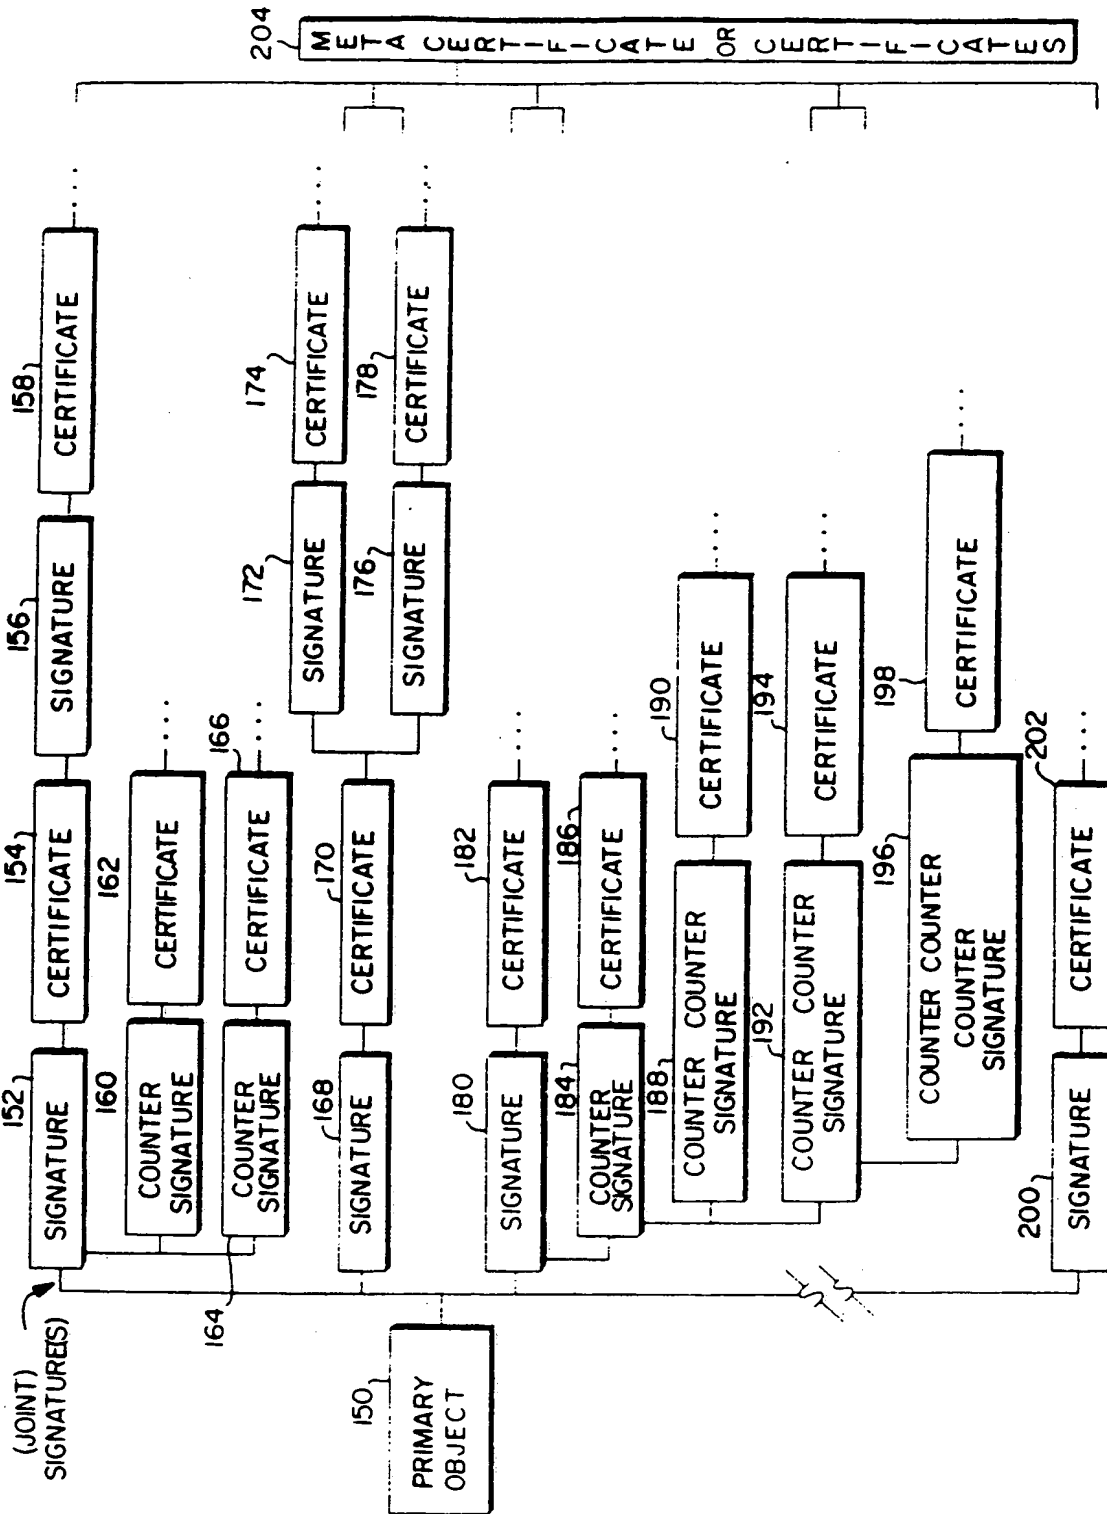 (JOINT)
SIGNATURE(S)
152
SIGNATURE
154
CERTIFICATE
156
SIGNATURE
158
CERTIFICATE
....
160
COUNTER
SIGNATURE
162
CERTIFICATE
....
164
COUNTER
SIGNATURE
166
CERTIFICATE
....
168
SIGNATURE
170
CERTIFICATE
172
SIGNATURE
174
CERTIFICATE
....
176
SIGNATURE
178
CERTIFICATE
....
150
PRIMARY
OBJECT
180
SIGNATURE
182
CERTIFICATE
....
184
COUNTER
SIGNATURE
186
CERTIFICATE
....
188
COUNTER COUNTER
SIGNATURE
190
CERTIFICATE
....
192
COUNTER COUNTER
SIGNATURE
194
CERTIFICATE
....
196
COUNTER COUNTER
COUNTER
SIGNATURE
198
CERTIFICATE
....
200
SIGNATURE
202
CERTIFICATE
....
204
META CERTIFICATE OR CERTIFICATES